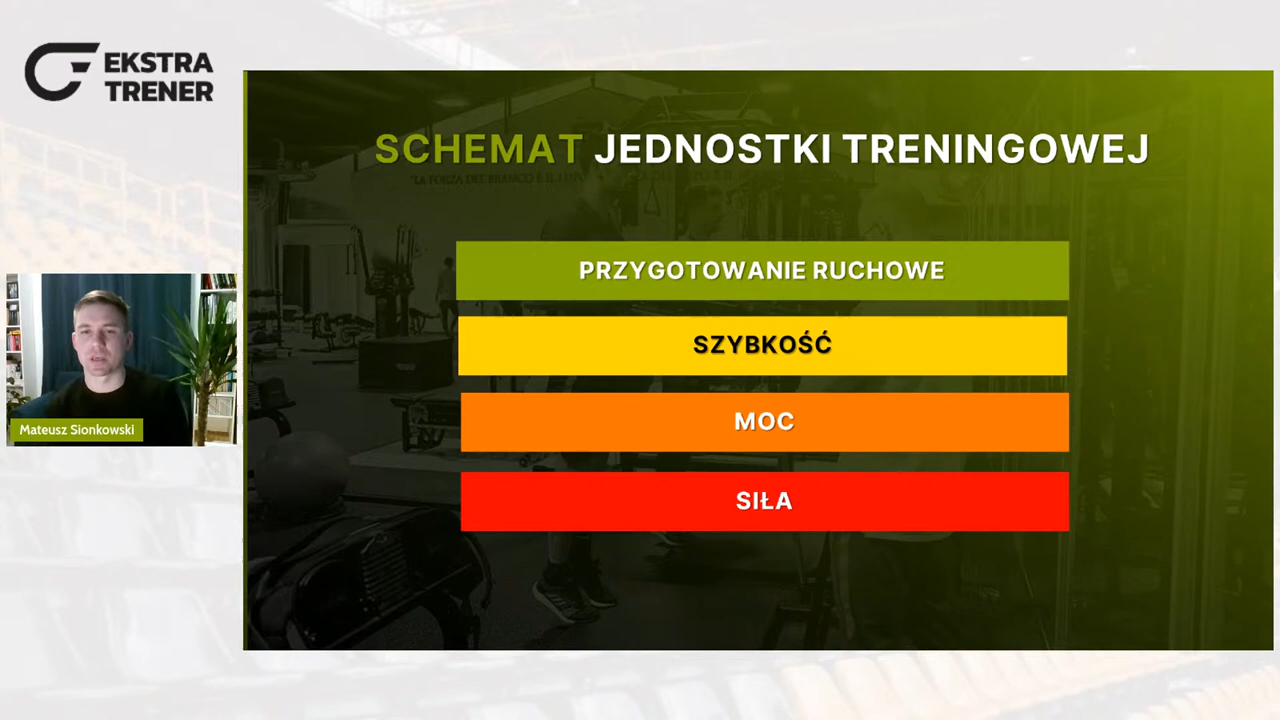 EKSTRA
TRENER
SCHEMAT JEDNOSTKI TRENINGOWEJ
PRZYGOTOWANIE RUCHOWE
SZYBKOŚĆ
MOC
SIŁA
Mateusz Sionkowski